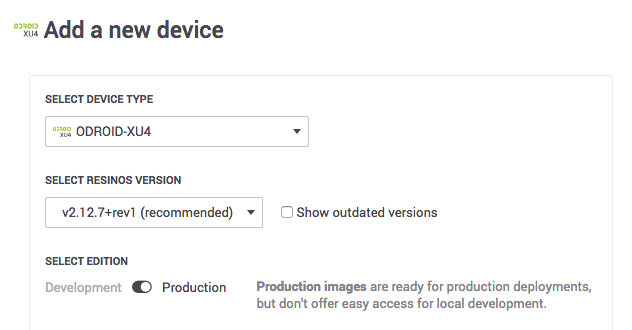 ODROID XU4 Add a new device
SELECT DEVICE TYPE
ODROID XU4 ODROID-XU4
SELECT RESINOS VERSION
v2.12.7+rev1 (recommended) Show outdated versions
SELECT EDITION
Development Production Production images are ready for production deployments,
but don't offer easy access for local development.